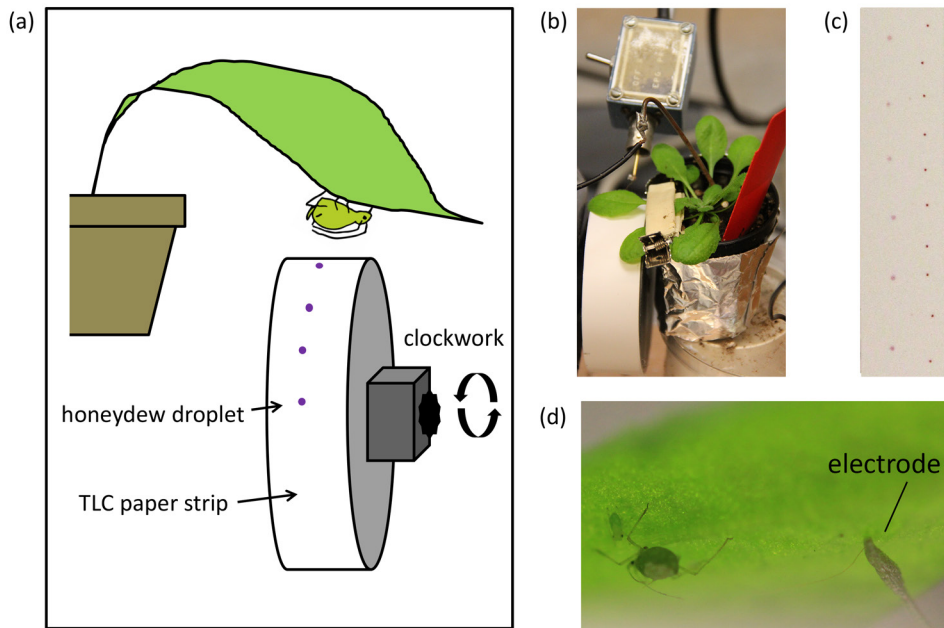 (a)
(b)
(c)
clockwork
honeydew droplet
TLC paper strip
(d)
electrode